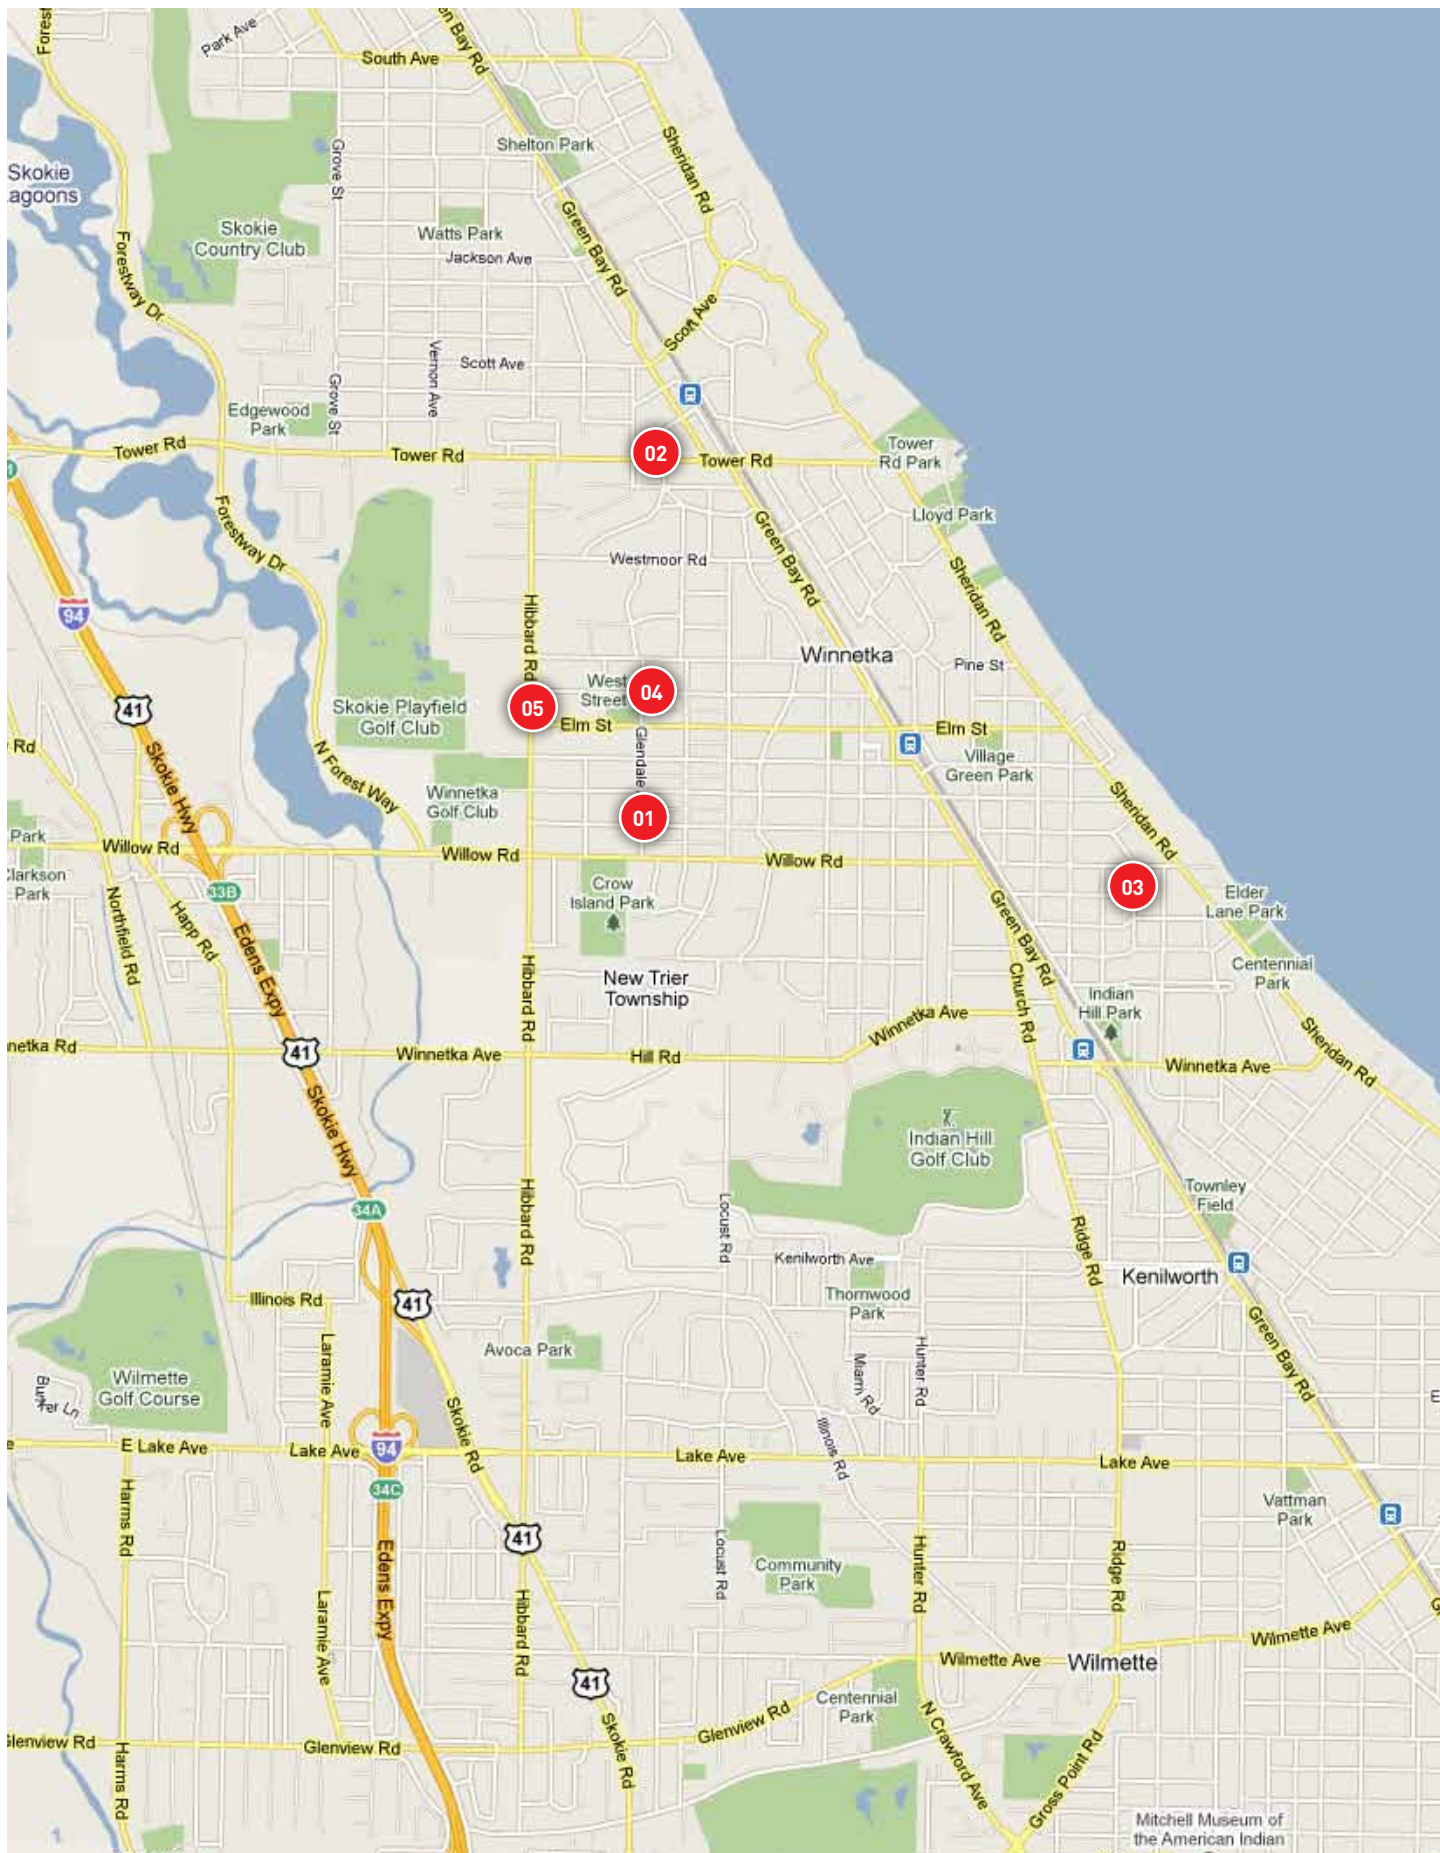 Forest
Park Ave
South Ave
en Bay Rd
Shelton Park
Sheridan Rd
Grove St
Skokie
agoons
Skokie
Country Club
Watts Park
Jackson Ave
Green Bay Rd
Forestway Dr
Scott Ave
Vernon Ave
Scott Ave
Grove St
Edgewood
Park
Tower Rd
Tower Rd
02
Tower Rd
Tower
Rd Park
Forestway Dr
Lloyd Park
Green Bay Rd
Westmoor Rd
Sheridan Rd
94
Hibbard Rd
Winnetka
Pine St
West
Street
04
05
Skokie Playfield
Golf Club
41
Elm St
Elm St
Glendale
Rd
N Forest Way
Skokie Hwy
Village
Green Park
Winnetka
Golf Club
01
Sheridan Rd
Park
Willow Rd
Willow Rd
Willow Rd
Clarkson
Park
33B
Crow
Island Park
03
Elder
Lane Park
Northfield Rd
Happ Rd
Edens Expy
Green Bay Rd
Hibbard Rd
New Trier
Township
Church Rd
Centennial
Park
Indian
Hill Park
Winnetka Ave
Sheridan Rd
netka Rd
41
Winnetka Ave
Hill Rd
Winnetka Ave
Skokie Hwy
Indian Hill
Golf Club
Hibbard Rd
Townley
Field
34A
Locust Rd
Ridge Rd
Kenilworth Ave
Kenilworth
Illinois Rd
41
Thornwood
Park
Green Bay Rd
Laramie Ave
Avoca Park
Hunter Rd
Miami Rd
Wilmette
Golf Course
Skokie Rd
Illinois Rd
E
E Lake Ave
Lake Ave
94
Lake Ave
Lake Ave
34C
Harms Rd
Vattman
Park
41
Edens Expy
Locust Rd
Community
Park
Hunter Rd
Ridge Rd
Laramie Ave
Hibbard Rd
Wilmette Ave
Wilmette Ave
Wilmette
41
Centennial
Park
Glenview Rd
N Crawford Ave
Skokie Rd
Glenview Rd
Glenview Rd
Harms Rd
Gross Point Rd
Mitchell Museum of
the American Indian